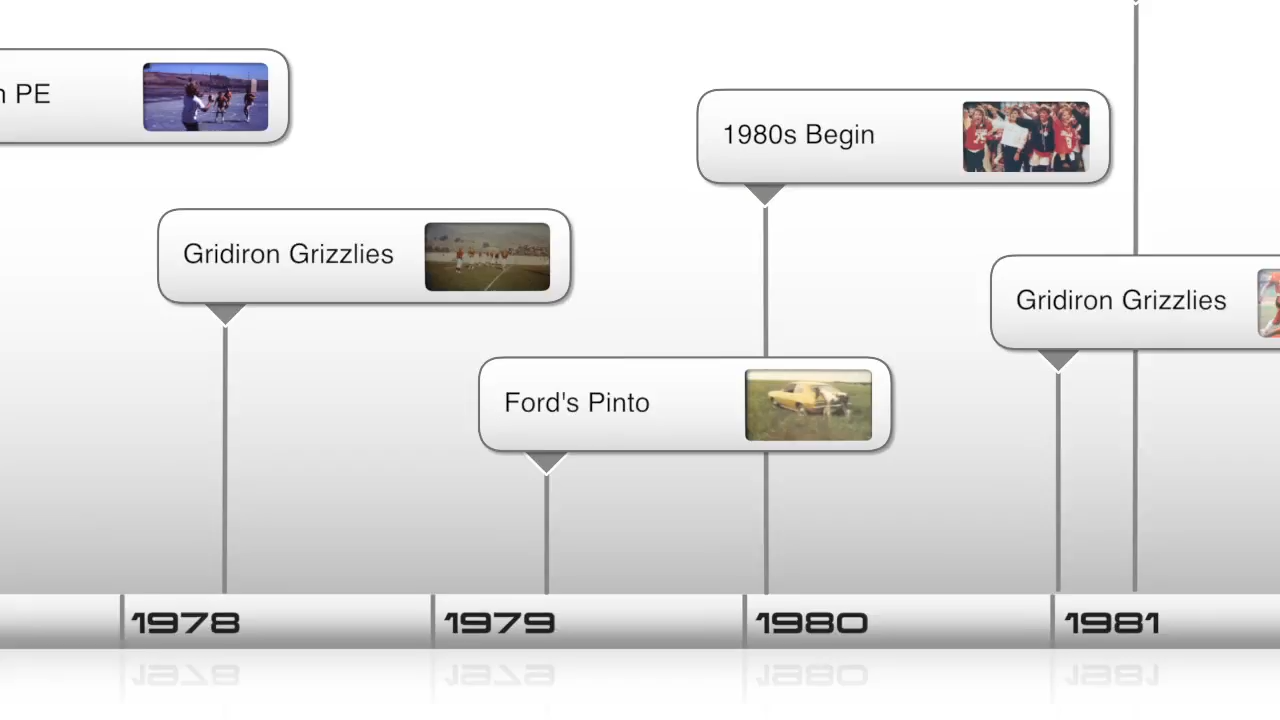 PE
1980s Begin
Gridiron Grizzlies
Gridiron Grizzlies
Ford's Pinto
1978 1979 1980 1981